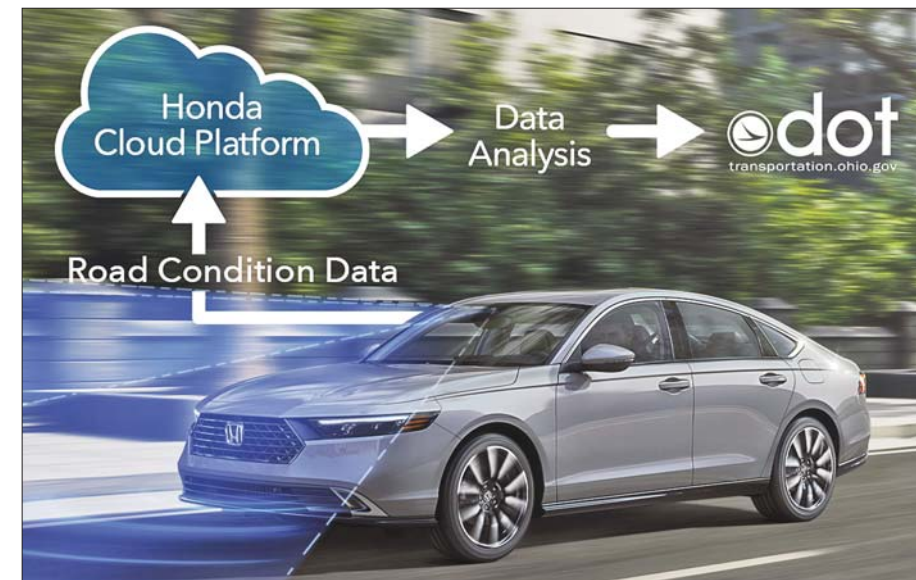 Honda
Cloud Platform
Data
Analysis
odot
transportation.ohio.gov
Road Condition Data